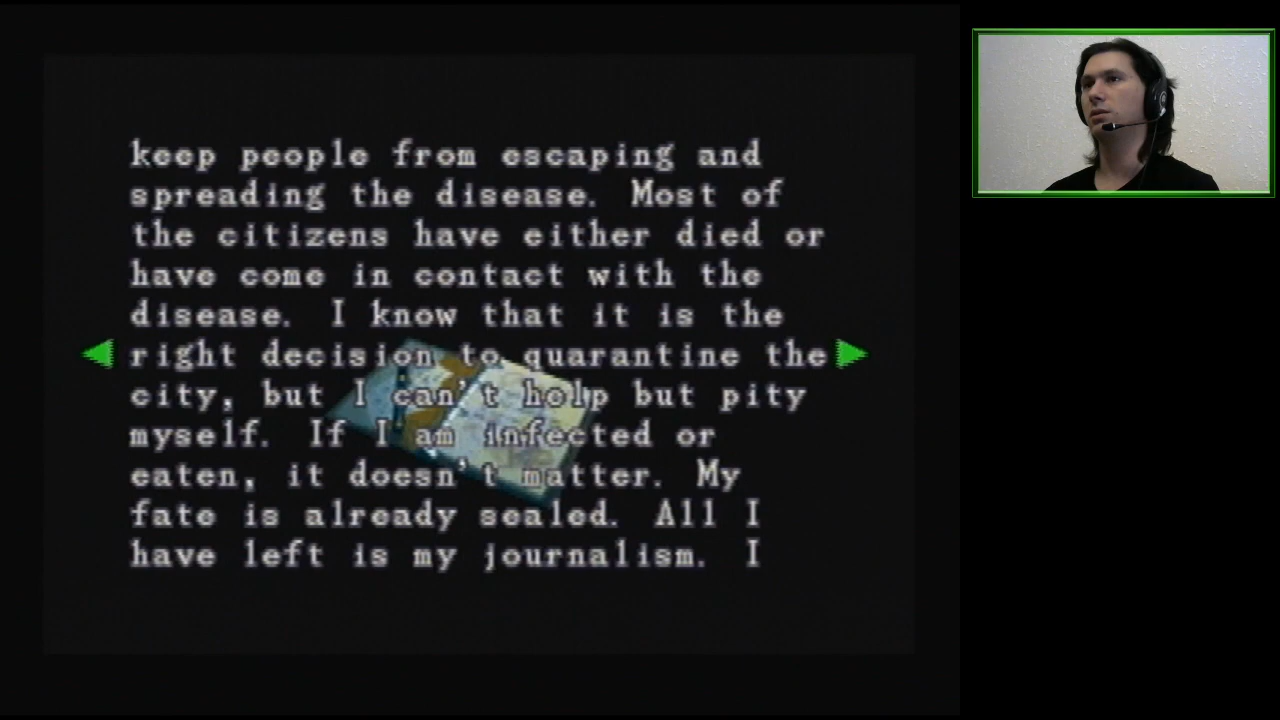 keep people from escaping and
spreading the disease. Most of
the citizens have either died or
have come in contact with the
disease. I know that it is the
right decision to quarantine the
city, but I can't help but pity
myself. If I am infected or
eaten, it doesn't matter. My
fate is already sealed. All I
have left is my journalism. I